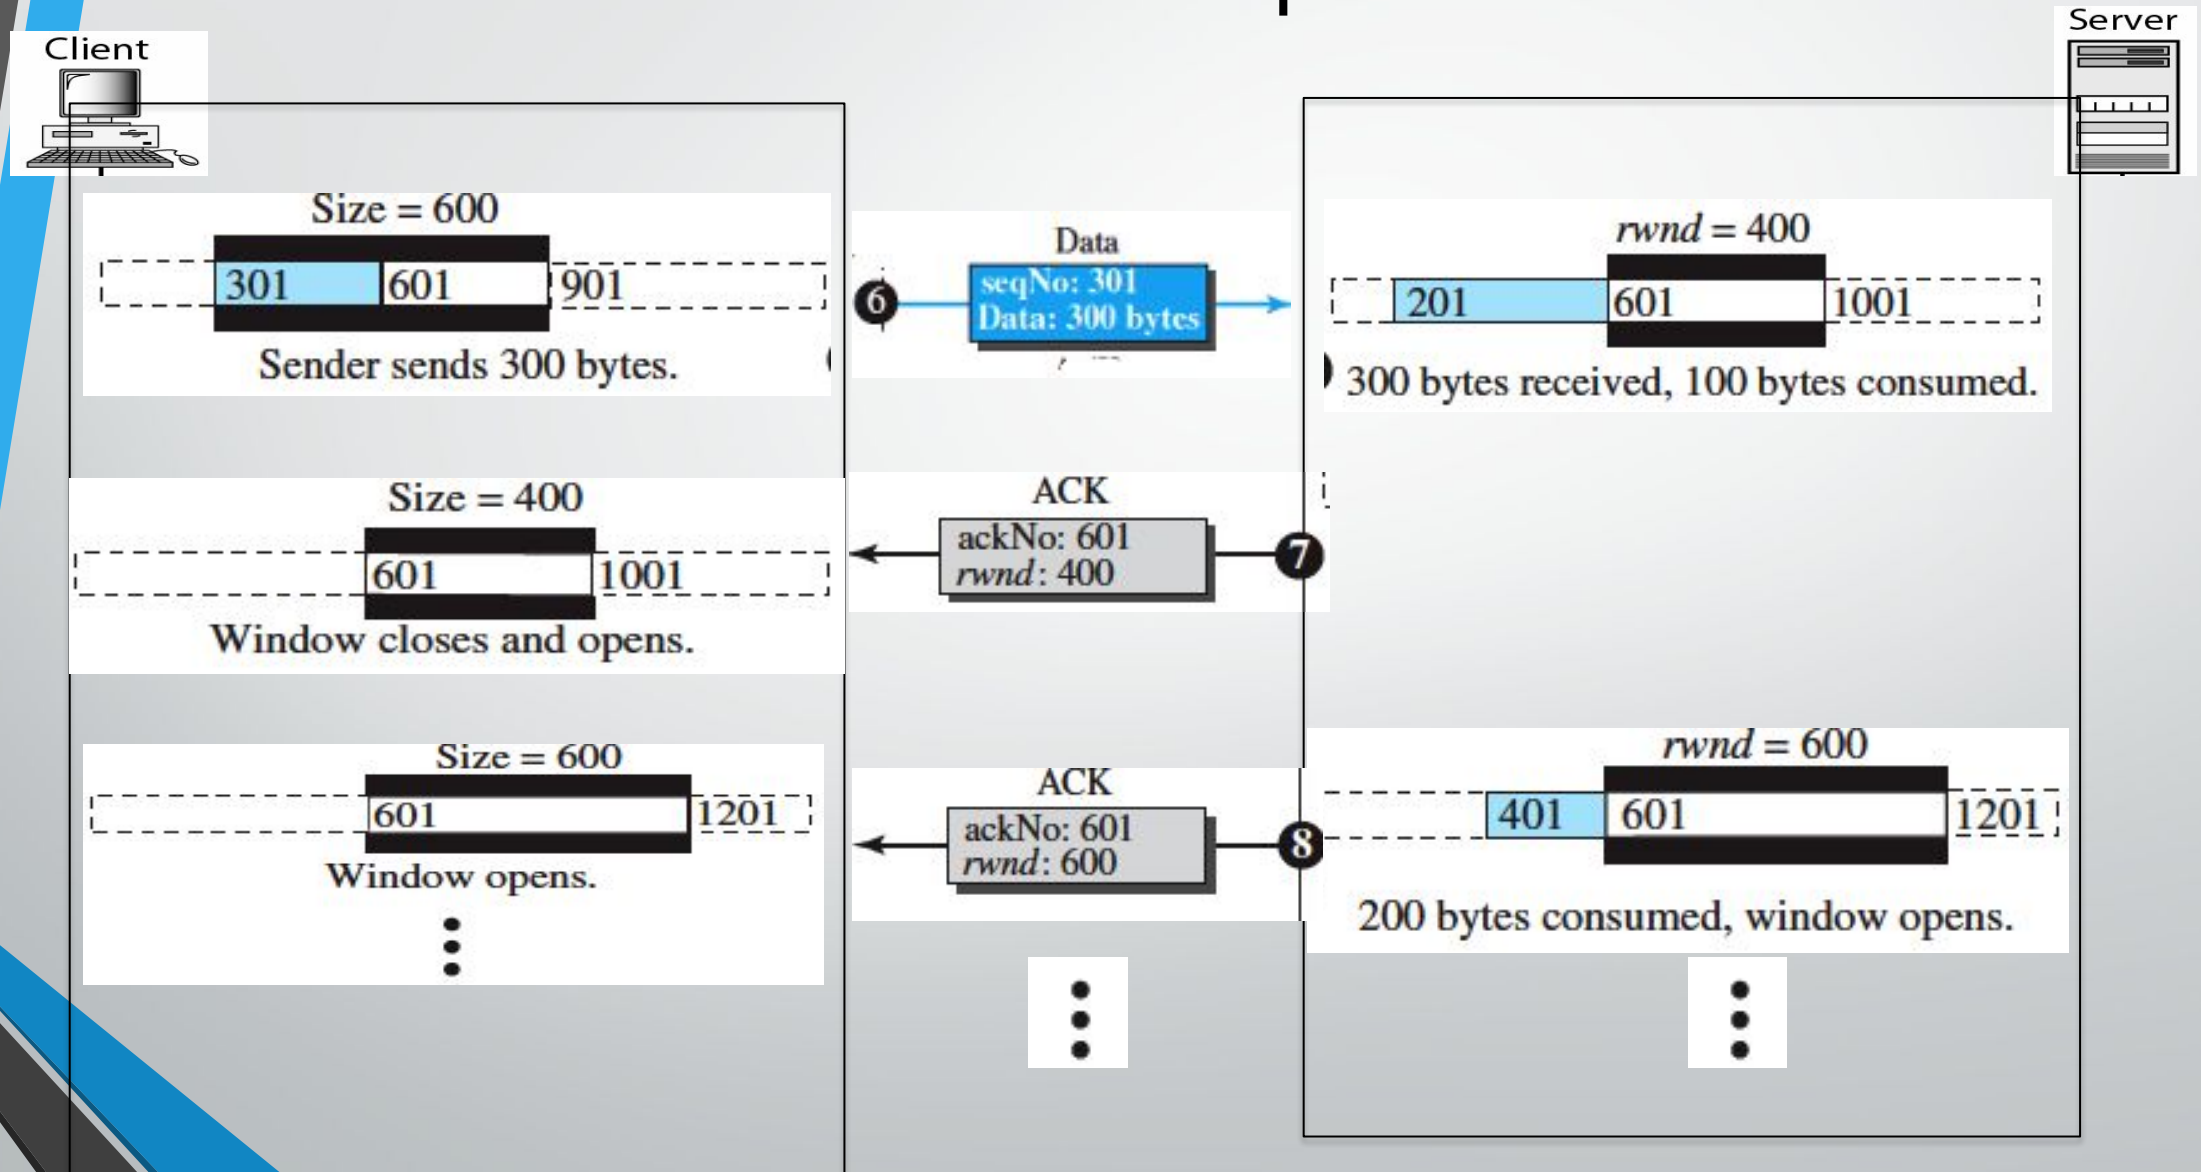 Client
Server
Size = 600
301 601 901
Sender sends 300 bytes.
6
Data
seqNo: 301
Data: 300 bytes
rwnd = 400
201 601 1001
300 bytes received, 100 bytes consumed.
Size = 400
601 1001
Window closes and opens.
ACK
ackNo: 601
rwnd: 400
7
Size = 600
601 1201
Window opens.
ACK
ackNo: 601
rwnd: 600
8
rwnd = 600
401 601 1201
200 bytes consumed, window opens.